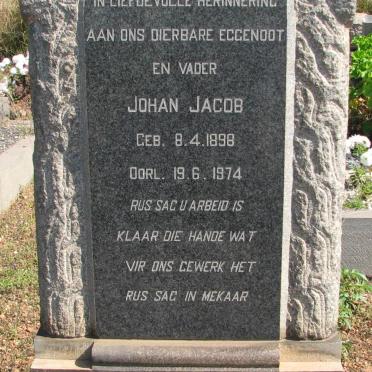 IN LIEFDEVOLLE HERINNERING
AAN ONS DIERBARE EGGENOOT
EN VADER
JOHAN JACOB
GEB. 8.4.1898
OORL. 19.6.1974
RUS SAG U ARBEID IS
KLAAR DIE HANDE WAT
VIR ONS GEWERK HET
RUS SAG IN MEKAAR